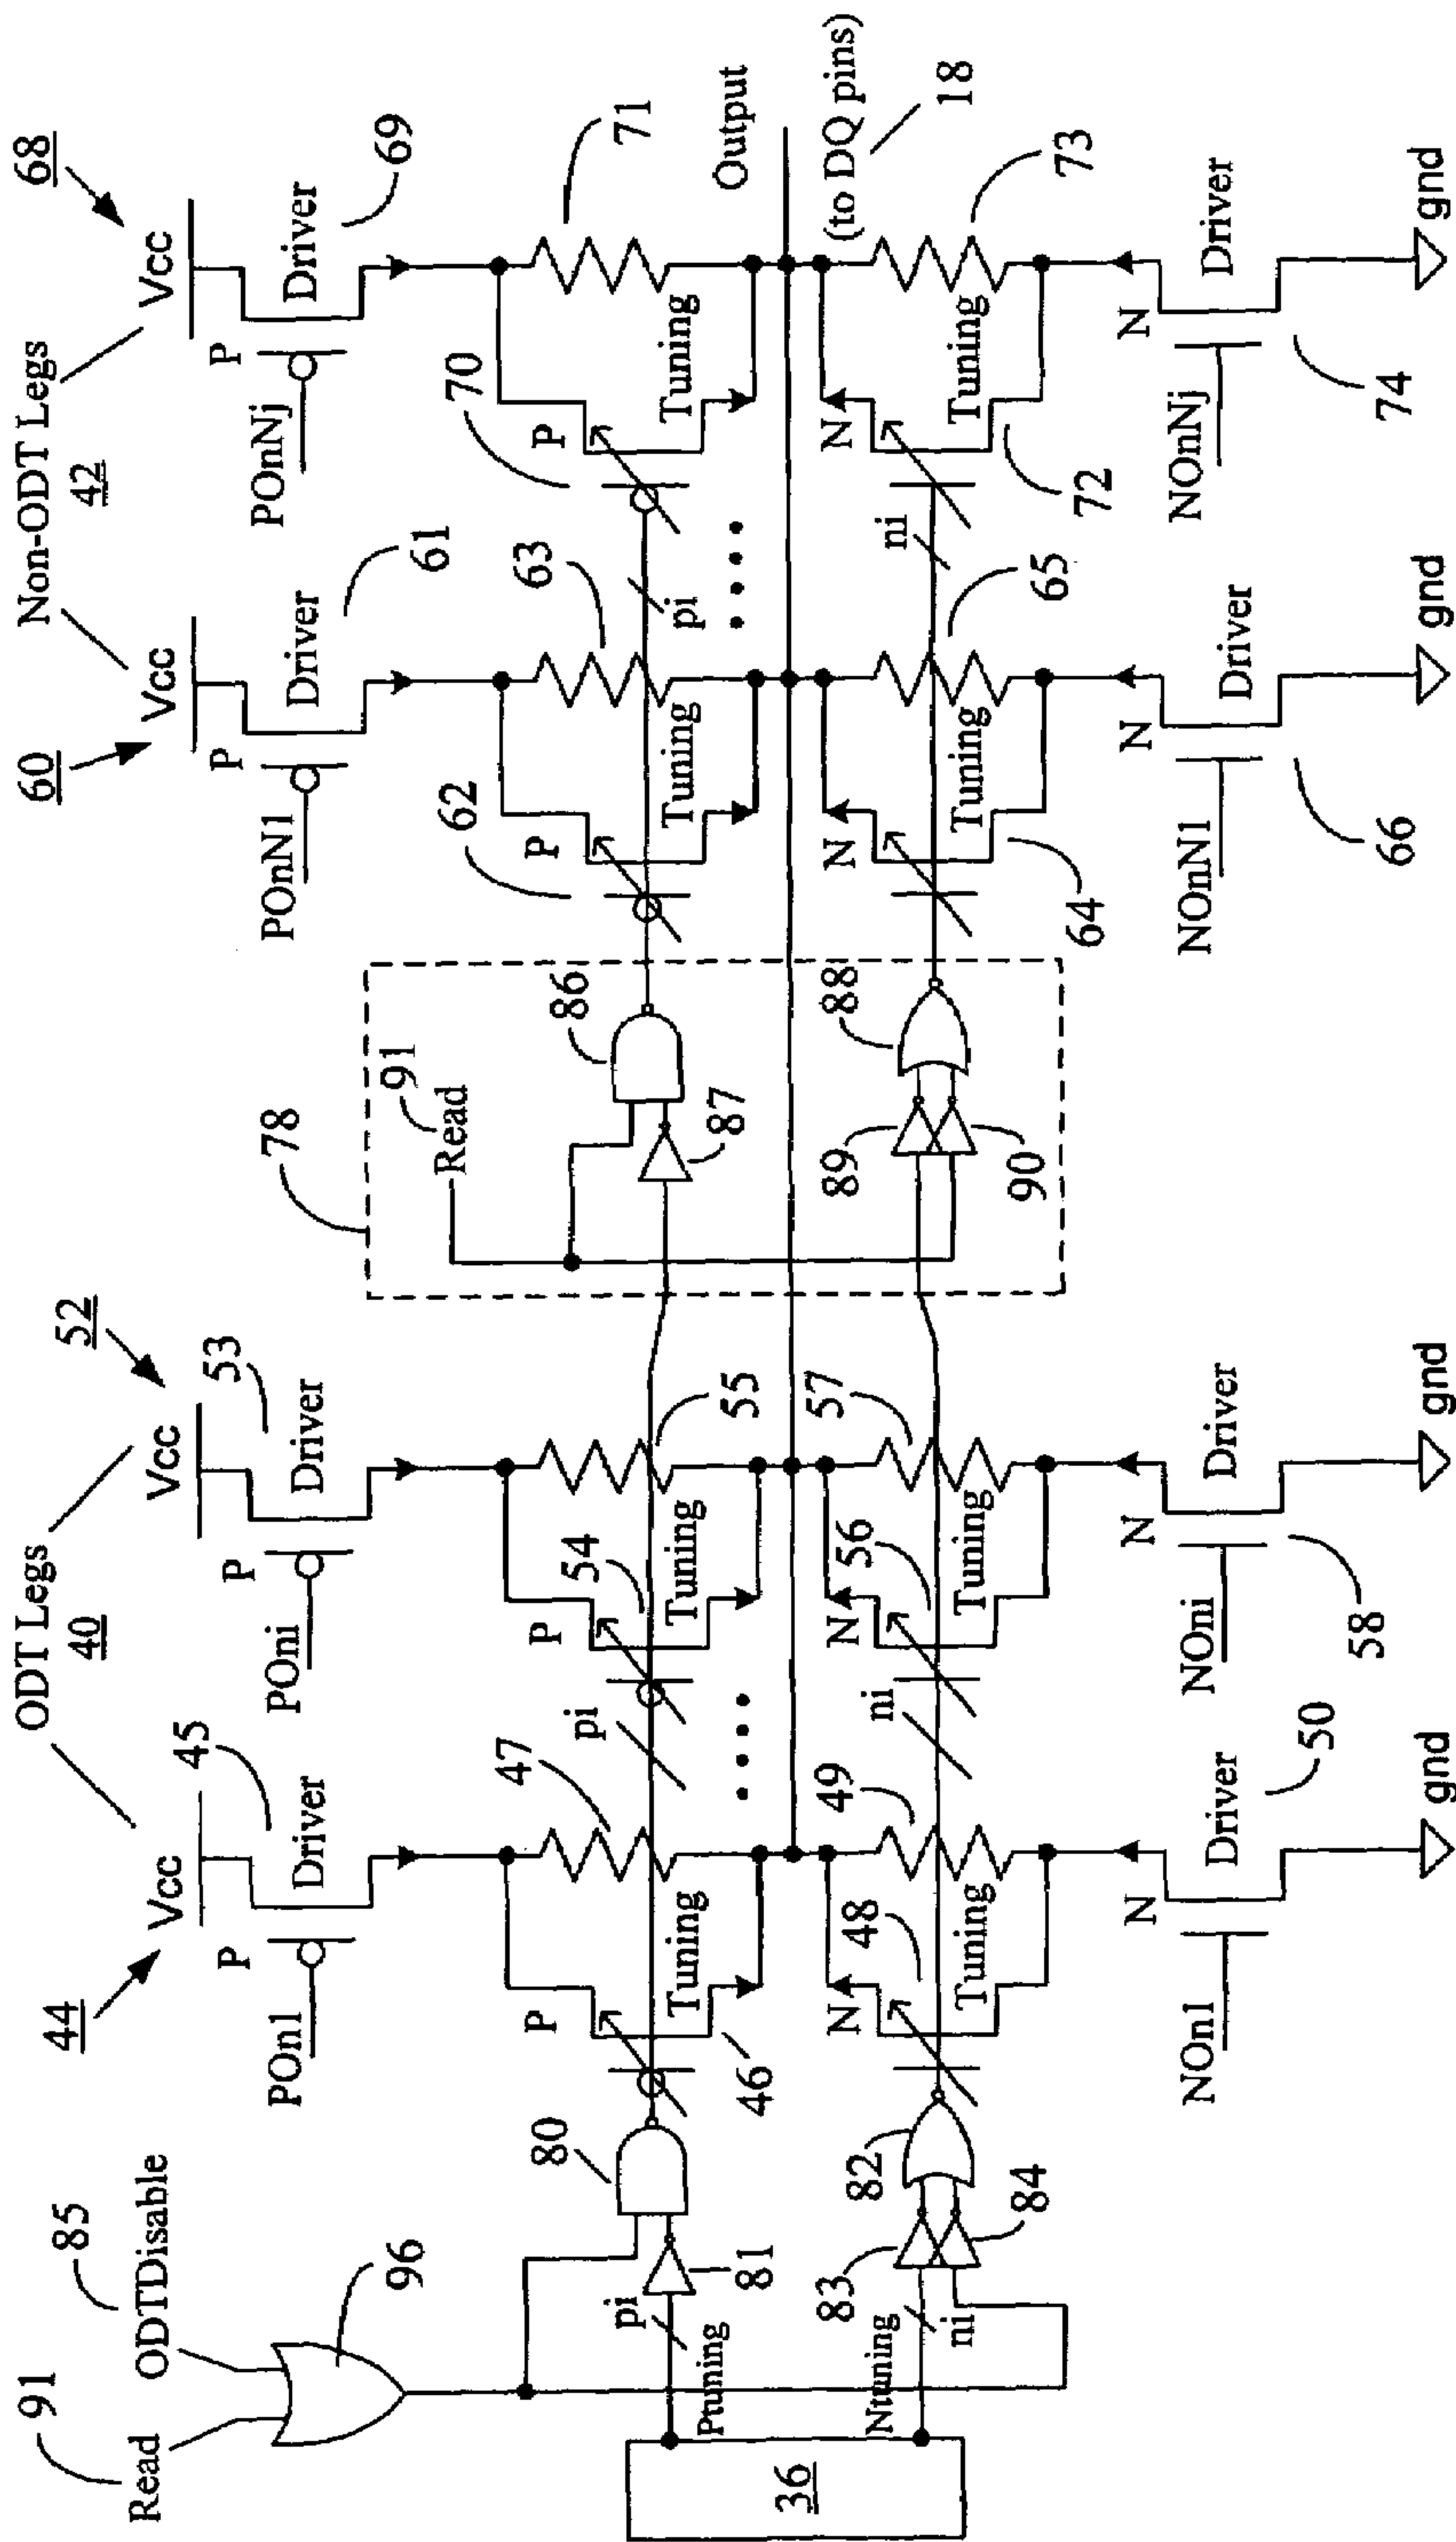 ODT Legs
40
Non-ODT Legs
42
44
52
60
68
Vcc
Vcc
Vcc
Vcc
91
Read
85
ODTDisable
96
P
Driver
45
POn1
P
Driver
53
POni
P
Driver
61
POnN1
P
Driver
69
POnNj
78
91
Read
80
81
pi
Ptuning
P
Tuning
46
47
pi
P
Tuning
54
55
86
87
P
Tuning
62
63
pi
P
Tuning
70
71
Output
(to DQ pins)
18
36
Ntuning
ni
82
83
84
N
Tuning
48
49
ni
N
Tuning
56
57
88
89
90
N
Tuning
64
65
ni
N
Tuning
72
73
N
Driver
50
NOn1
N
Driver
58
NOni
N
Driver
66
NOnN1
N
Driver
74
NOnNj
gnd
gnd
gnd
gnd